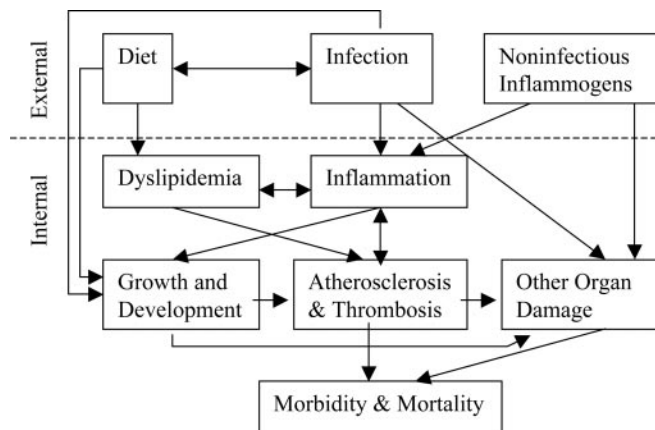 External
Diet
Infection
Noninfectious
Inflammogens
Internal
Dyslipidemia
Inflammation
Growth and
Development
Atherosclerosis
& Thrombosis
Other Organ
Damage
Morbidity & Mortality